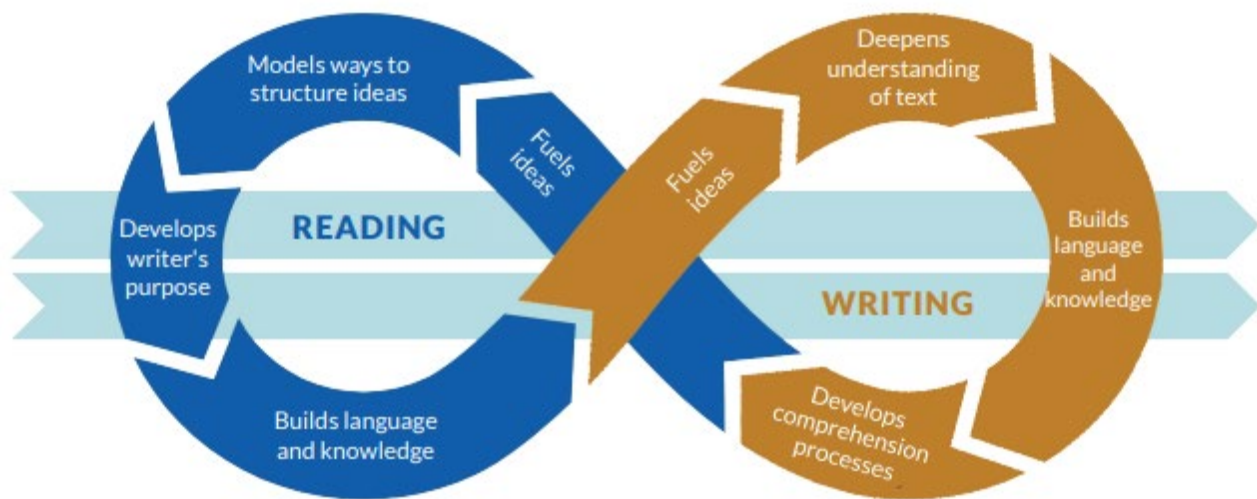 Models ways to
structure ideas
Fuels
ideas
READING
Develops
writer's
purpose
Builds language
and knowledge
Fuels
ideas
Deepens
understanding
of text
Builds
language
and
knowledge
WRITING
Develops
comprehension
processes